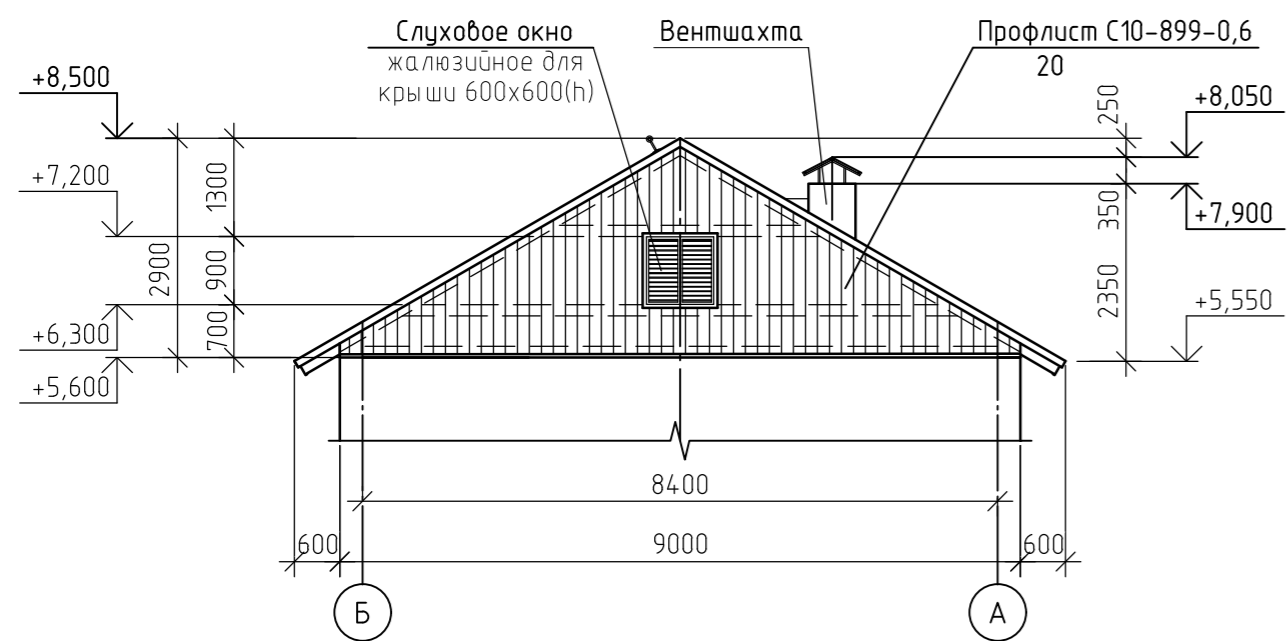 Слуховое окно
жалюзийное для
крыши 600х600(h)
Вентшахта
Профлист С10-899-0,6
20
+8,500
+7,200
+6,300
+5,600
2900
1300
900
700
250
350
2350
+8,050
+7,900
+5,550
8400
600
9000
600
Б
А